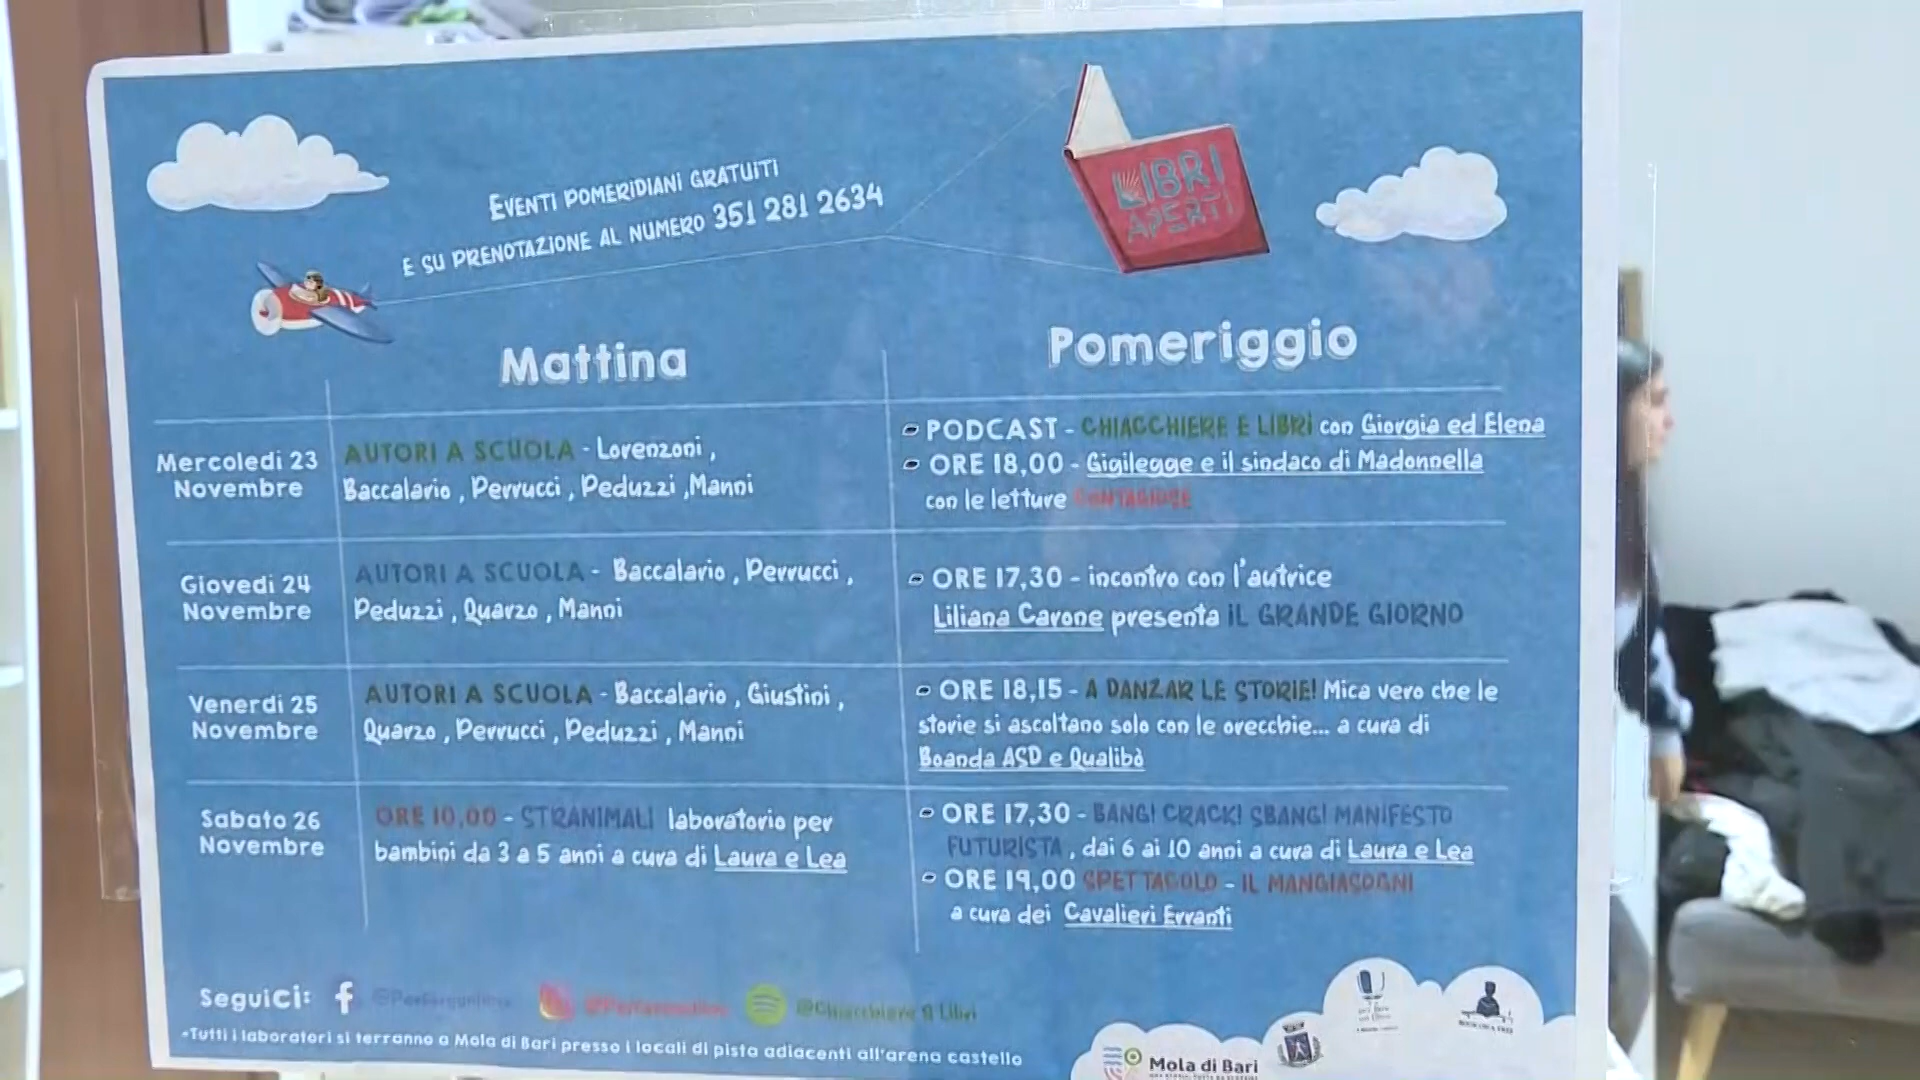 EVENTI POMERIDIANI GRATUITI
E SU PRENOTAZIONE AL NUMERO 351 281 2634
LIBRI
APERTI
Mattina
Pomeriggio
Mercoledì 23
Novembre
AUTORI A SCUOLA - Lorenzoni ,
Baccalario , Perrucci , Peduzzi ,Manni
PODCAST - CHIACCHIERE E LIBRI con Giorgia ed Elena
ORE 18,00 - Gigilegge e il sindaco di Madonnella
con le letture CONTAGIOSE
Giovedì 24
Novembre
AUTORI A SCUOLA - Baccalario , Perrucci ,
Peduzzi , Quarzo , Manni
ORE 17,30 - incontro con l'autrice
Liliana Carone presenta IL GRANDE GIORNO
Venerdì 25
Novembre
AUTORI A SCUOLA - Baccalario , Giustini ,
Quarzo , Perrucci , Peduzzi , Manni
ORE 18,15 - A DANZAR LE STORIE! Mica vero che le
storie si ascoltano solo con le orecchie... a cura di
Boanda ASD e Qualibò
Sabato 26
Novembre
ORE 10,00 - STRANIMALI laboratorio per
bambini da 3 a 5 anni a cura di Laura e Lea
ORE 17,30 - BANG! CRACK! SBANG! MANIFESTO
FUTURISTA , dai 6 ai 10 anni a cura di Laura e Lea
ORE 19,00 SPETTACOLO - IL MANGIASOGNI
a cura dei Cavalieri Erranti
Seguici:
@Chiacchiere & Libri
*Tutti i laboratori si terranno a Mola di Bari presso i locali di pista adiacenti all'arena castello
Mola di Bari